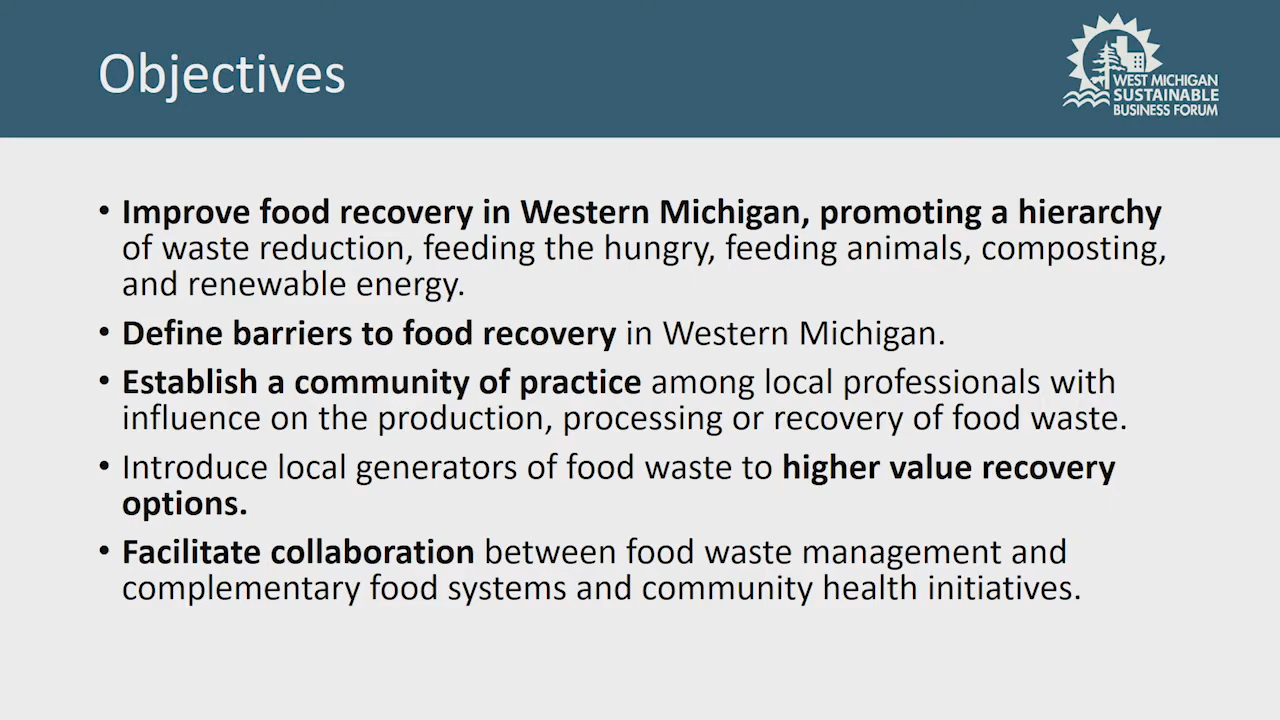 Objectives
WEST MICHIGAN
SUSTAINABLE
BUSINESS FORUM
• Improve food recovery in Western Michigan, promoting a hierarchy
of waste reduction, feeding the hungry, feeding animals, composting,
and renewable energy.
• Define barriers to food recovery in Western Michigan.
• Establish a community of practice among local professionals with
influence on the production, processing or recovery of food waste.
• Introduce local generators of food waste to higher value recovery
options.
• Facilitate collaboration between food waste management and
complementary food systems and community health initiatives.